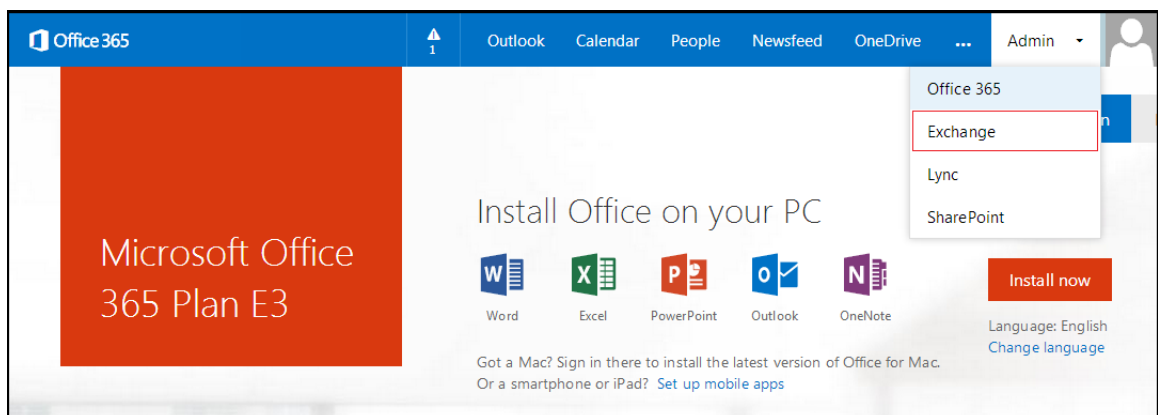 Office 365
1
Outlook Calendar People Newsfeed OneDrive ... Admin
Office 365
Exchange
Lync
SharePoint
n
Microsoft Office
365 Plan E3
Install Office on your PC
Word Excel PowerPoint Outlook OneNote
Install now
Language: English
Change language
Got a Mac? Sign in there to install the latest version of Office for Mac.
Or a smartphone or iPad? Set up mobile apps